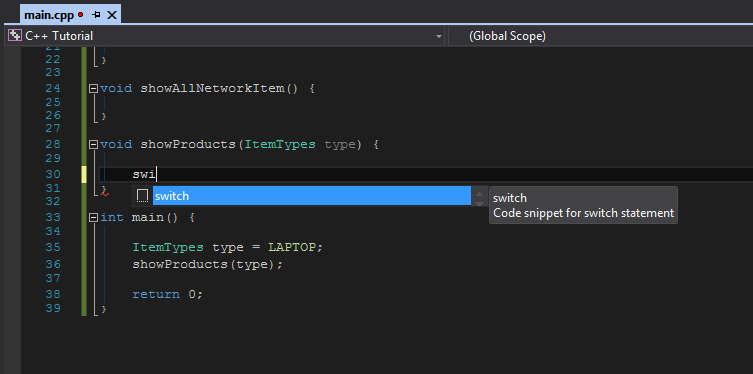 main.cpp
C++ Tutorial (Global Scope)
21
22 }
23
24 void showAllNetworkItem() {
25
26 }
27
28 void showProducts(ItemTypes type) {
29
30 swi
31 }
switch
switch
Code snippet for switch statement
32
33 int main() {
34
35 ItemTypes type = LAPTOP;
36 showProducts(type);
37
38 return 0;
39 }